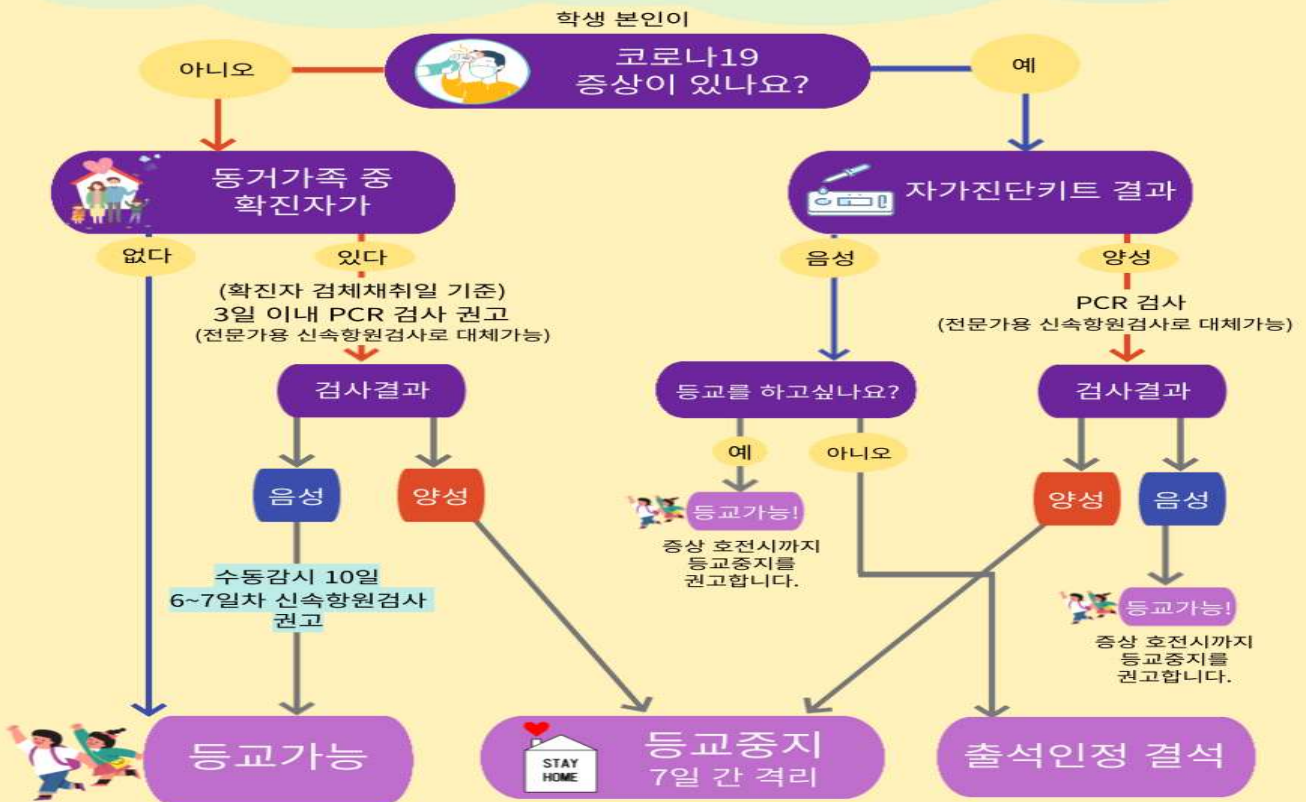 학생 본인이
코로나19
증상이 있나요?
아니오
예
동거가족 중
확진자가
자가진단키트 결과
없다
있다
음성
양성
(확진자 검체채취일 기준)
3일 이내 PCR 검사 권고
(전문가용 신속항원검사로 대체가능)
PCR 검사
(전문가용 신속항원검사로 대체가능)
검사결과
등교를 하고싶나요?
검사결과
예
아니오
음성
양성
등교가능!
양성
음성
증상 호전시까지
등교중지를
권고합니다.
수동감시 10일
6~7일차 신속항원검사
권고
등교가능!
증상 호전시까지
등교중지를
권고합니다.
등교가능
STAY
HOME
등교중지
7일 간 격리
출석인정 결석